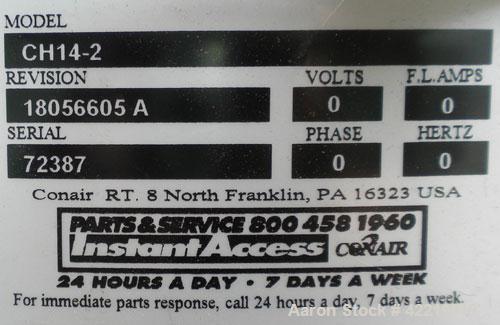 MODEL
CH14-2
REVISION VOLTS F.L.AMPS
18056605 A 0 0
SERIAL PHASE HERTZ
72387 0 0
Conair RT. 8 North Franklin, PA 16323 USA
PARTS & SERVICE 800 458 1960
Instant Access CONAIR
24 HOURS A DAY • 7 DAYS A WEEK
For immediate parts response, call 24 hours a day, 7 days a week.
Aaron Stock #